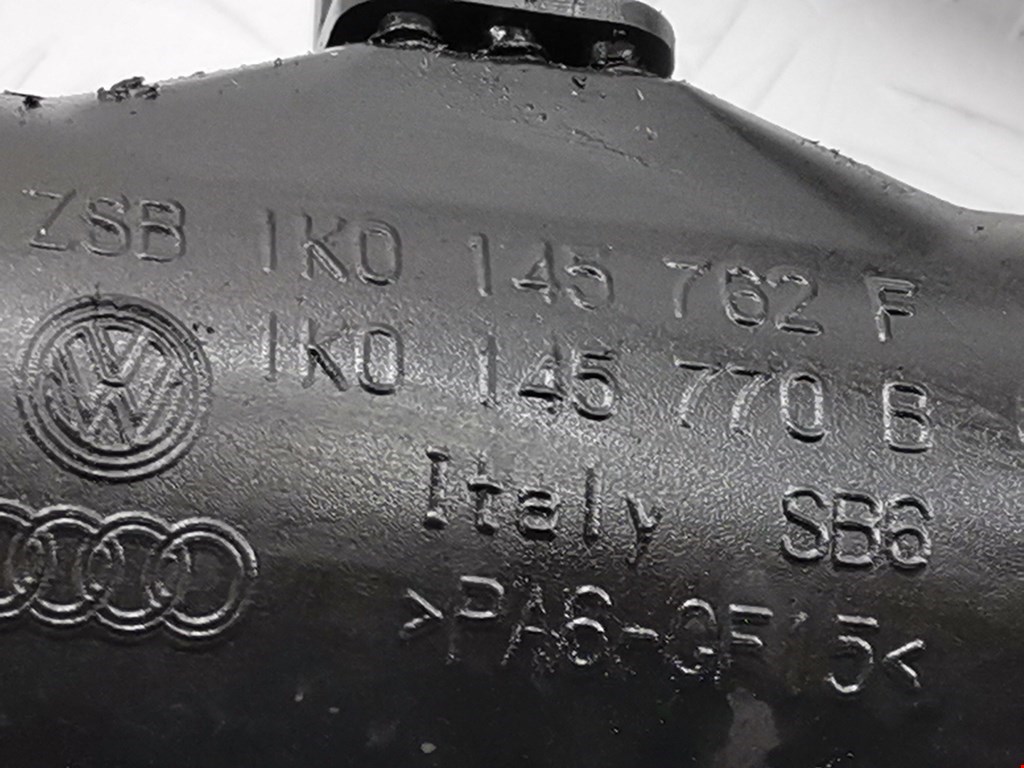 ZSB 1K0 145 762 F
1K0 145 770 B
Italy SB6
>PA6-GF15<